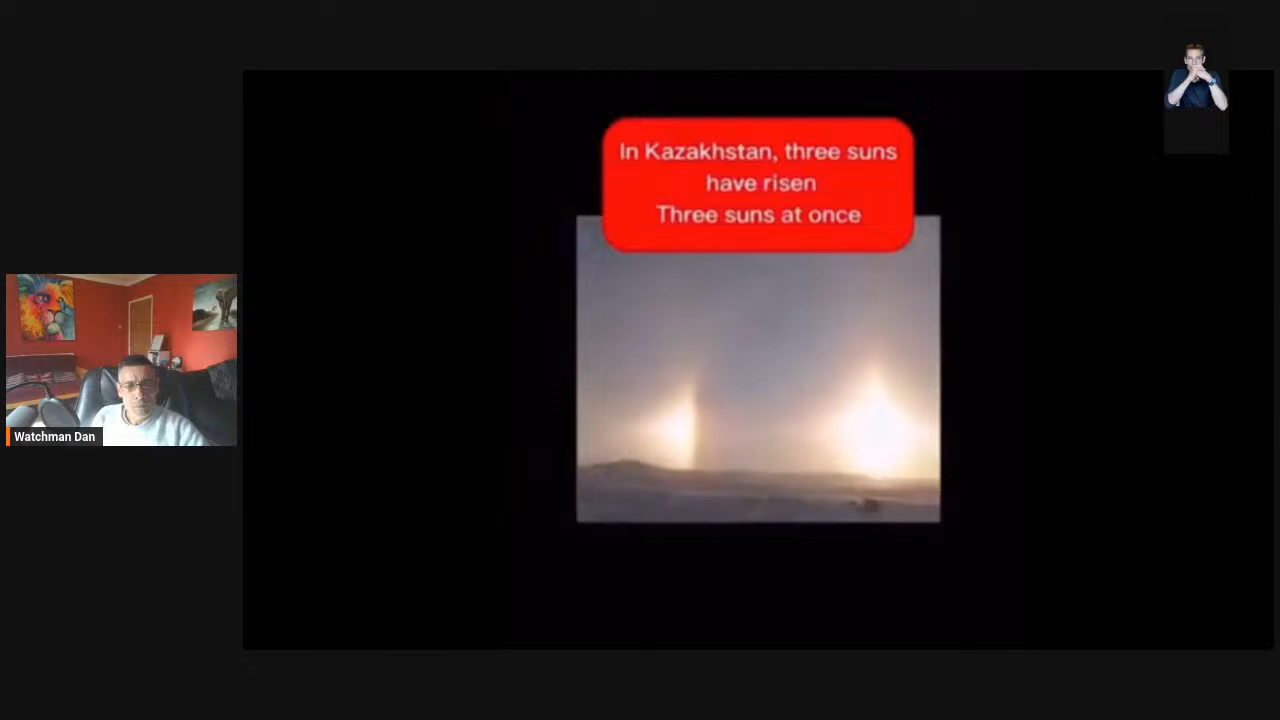 In Kazakhstan, three suns
have risen
Three suns at once
Watchman Dan